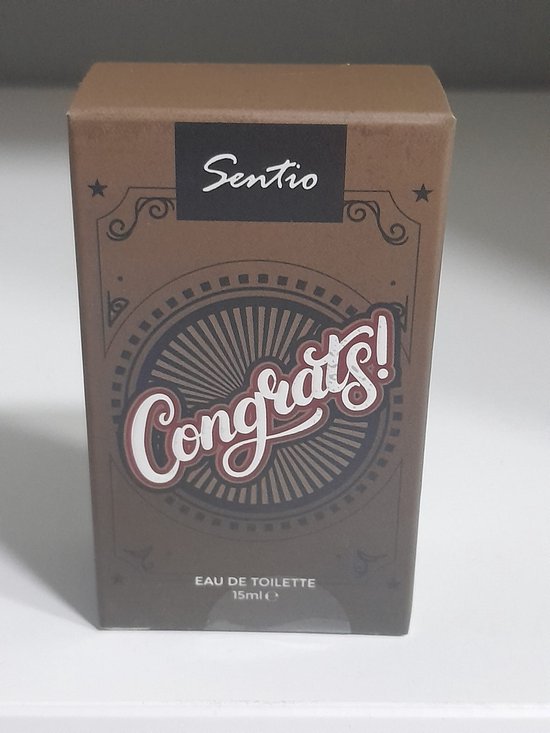 Sentio
Congrats!
EAU DE TOILETTE
15ml ℮